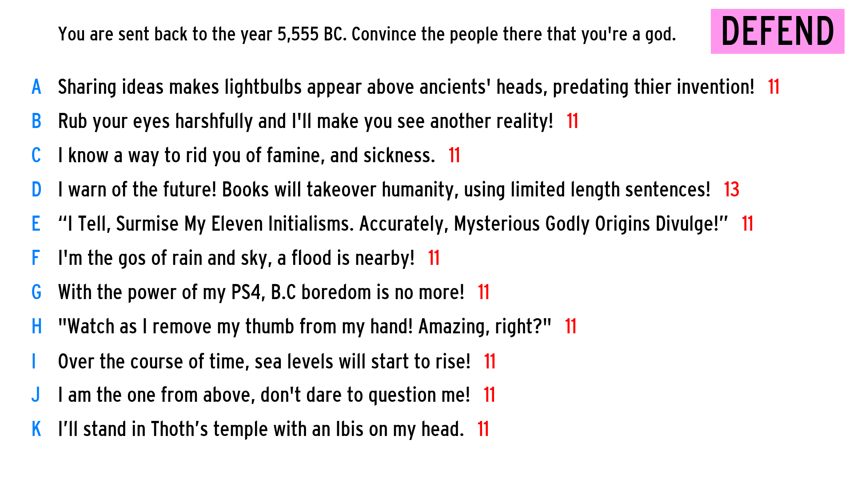 You are sent back to the year 5,555 BC. Convince the people there that you're a god.
DEFEND
A Sharing ideas makes lightbulbs appear above ancients' heads, predating thier invention! 11
B Rub your eyes harshfully and I'll make you see another reality! 11
C I know a way to rid you of famine, and sickness. 11
D I warn of the future! Books will takeover humanity, using limited length sentences! 13
E “I Tell, Surmise My Eleven Initialisms. Accurately, Mysterious Godly Origins Divulge!” 11
F I'm the gos of rain and sky, a flood is nearby! 11
G With the power of my PS4, B.C boredom is no more! 11
H "Watch as I remove my thumb from my hand! Amazing, right?" 11
I Over the course of time, sea levels will start to rise! 11
J I am the one from above, don't dare to question me! 11
K I’ll stand in Thoth’s temple with an Ibis on my head. 11